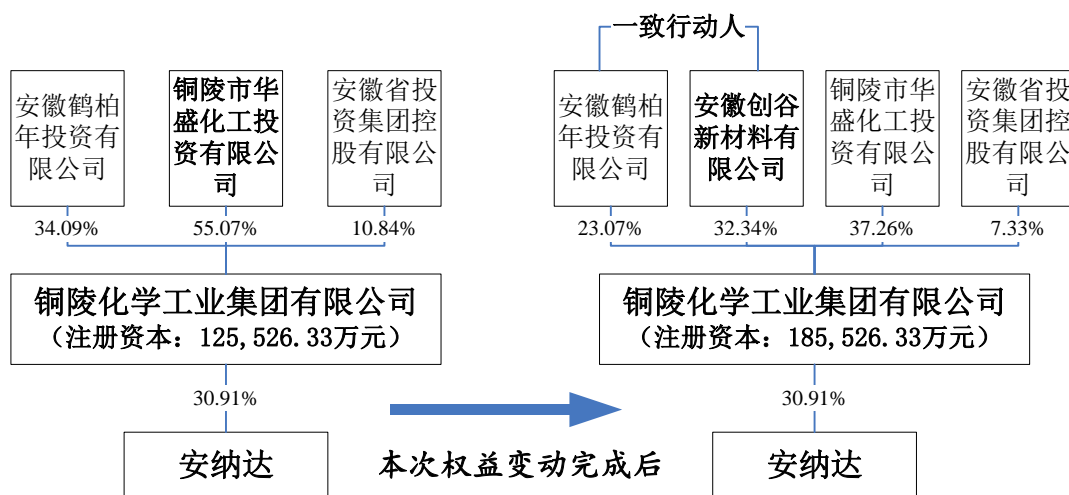 一致行动人
安徽鹤柏
年投资有
限公司
铜陵市华
盛化工投
资有限公
司
安徽省投
资集团控
股有限公
司
安徽鹤柏
年投资有
限公司
安徽创谷
新材料有
限公司
铜陵市华
盛化工投
资有限公
司
安徽省投
资集团控
股有限公
司
34.09%
55.07%
10.84%
23.07%
32.34%
37.26%
7.33%
铜陵化学工业集团有限公司
（注册资本：125,526.33万元）
铜陵化学工业集团有限公司
（注册资本：185,526.33万元）
30.91%
30.91%
安纳达
本次权益变动完成后
安纳达